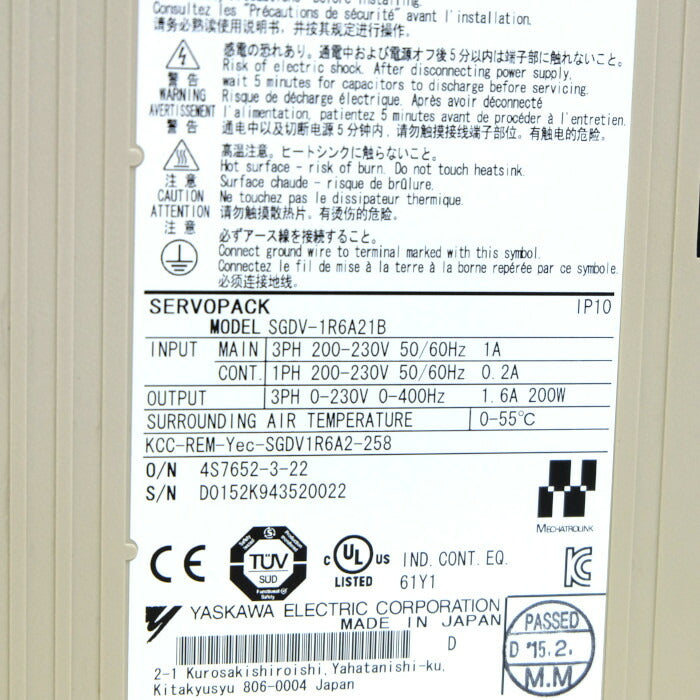 Consultez les "Précautions de sécurité" avant l'installation.
请务必熟读使用说明书，并按其规定进行操作。
感電の恐れあり。通電中および電源オフ後5分以内は端子部に触れないこと。
Risk of electric shock. After disconnecting power supply,
警 告 wait 5 minutes for capacitors to discharge before servicing.
WARNING Risque de décharge électrique. Après avoir déconnecté
AVERTISSEMENT l'alimentation, patientez 5 minutes avant de procéder à l'entretien.
警 告 通电中以及切断电源5分钟内，请勿触摸接线端子部位。有触电的危险。
高温注意。ヒートシンクに触らないこと。
Hot surface - risk of burn. Do not touch heatsink.
注 意 Surface chaude - risque de brûlure.
CAUTION Ne touchez pas le dissipateur thermique.
ATTENTION 请勿触摸散热片。有烫伤的危险。
注 意
必ずアース線を接続すること。
Connect ground wire to terminal marked with this symbol.
Connectez le fil de mise à la terre à la borne repérée par ce symbole.
必须连接地线。
SERVOPACK IP10
MODEL SGDV-1R6A21B
INPUT MAIN 3PH 200-230V 50/60Hz 1A
CONT. 1PH 200-230V 50/60Hz 0.2A
OUTPUT 3PH 0-230V 0-400Hz 1.6A 200W
SURROUNDING AIR TEMPERATURE 0-55℃
KCC-REM-Yec-SGDV1R6A2-258
O/N 4S7652-3-22
S/N D0152K943520022
MECHATROLINK
CE TÜV SÜD Functional Safety C UL US LISTED IND. CONT. EQ.
61Y1
YASKAWA ELECTRIC CORPORATION
MADE IN JAPAN
D
PASSED
D '15.2.
M.M
2-1 Kurosakishiroishi, Yahatanishi-ku,
Kitakyusyu 806-0004 Japan